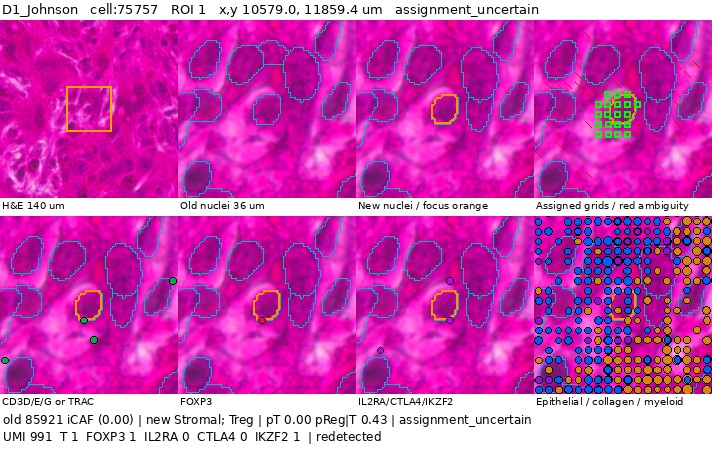 D1_Johnson cell:75757 ROI 1 x,y 10579.0, 11859.4 um assignment_uncertain
H&E 140 um
Old nuclei 36 um
New nuclei / focus orange
Assigned grids / red ambiguity
CD3D/E/G or TRAC
FOXP3
IL2RA/CTLA4/IKZF2
Epithelial / collagen / myeloid
old 85921 iCAF (0.00) | new Stromal; Treg | pT 0.00 pReg|T 0.43 | assignment_uncertain
UMI 991 T 1 FOXP3 1 IL2RA 0 CTLA4 0 IKZF2 1 | redetected